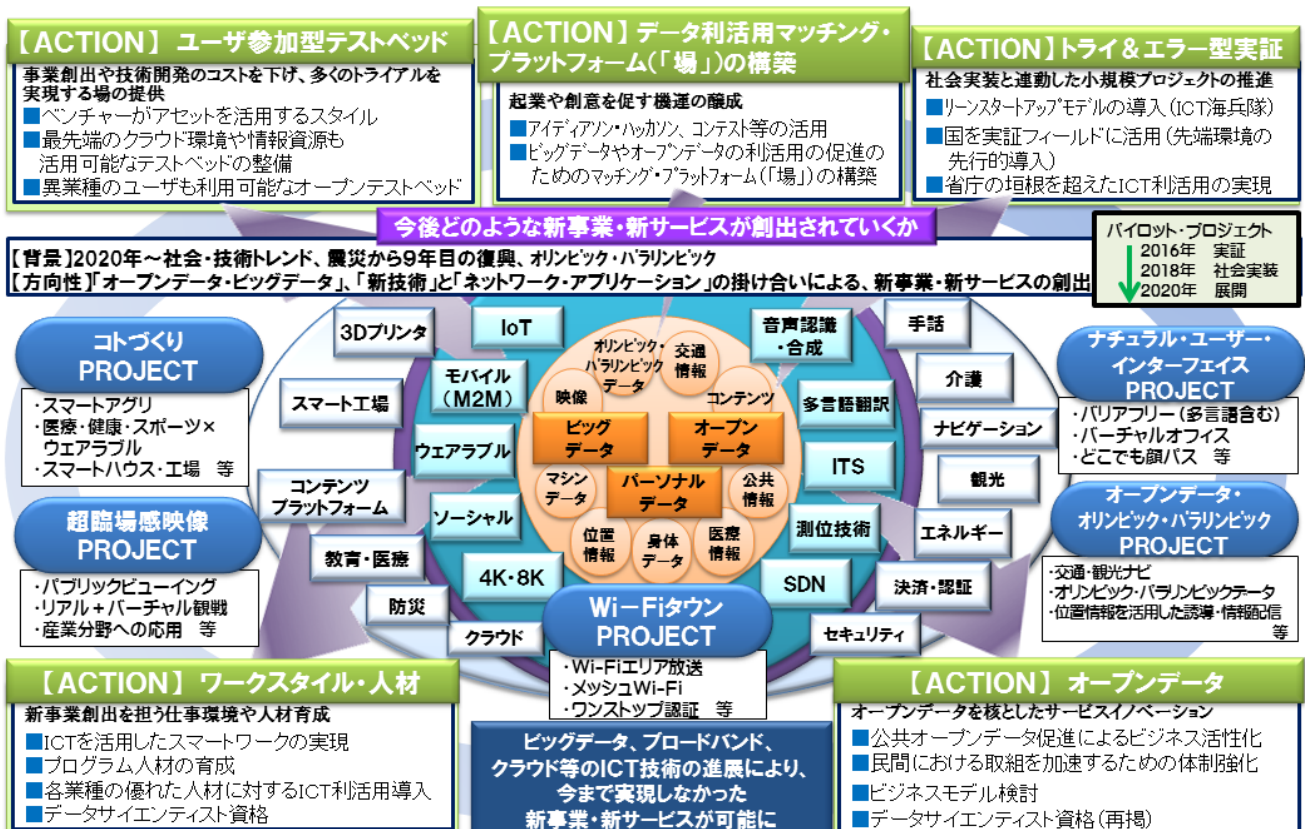 【ACTION】 ユーザ参加型テストベッド
事業創出や技術開発のコストを下げ、多くのトライアルを
実現する場の提供
■ベンチャーがアセットを活用するスタイル
■最先端のクラウド環境や情報資源も
活用可能なテストベッドの整備
■異業種のユーザも利用可能なオープンテストベッド
【ACTION】 データ利活用マッチング・
プラットフォーム(「場」)の構築
起業や創意を促す機運の醸成
■アイディアソン・ハッカソン、コンテスト等の活用
■ビッグデータやオープンデータの利活用の促進の
ためのマッチング・プラットフォーム(「場」)の構築
【ACTION】トライ&エラー型実証
社会実装と連動した小規模プロジェクトの推進
■リーンスタートアップモデルの導入(ICT海兵隊)
■国を実証フィールドに活用(先端環境の
先行的導入)
■省庁の垣根を超えたICT利活用の実現
今後どのような新事業・新サービスが創出されていくか
【背景】2020年~社会・技術トレンド、震災から9年目の復興、オリンピック・パラリンピック
【方向性】「オープンデータ・ビッグデータ」、「新技術」と「ネットワーク・アプリケーション」の掛け合いによる、新事業・新サービスの創出
パイロット・プロジェクト
2016年 実証
2018年 社会実装
2020年 展開
コトづくり
PROJECT
・スマートアグリ
・医療・健康・スポーツ×
ウェアラブル
・スマートハウス・工場 等
超臨場感映像
PROJECT
・パブリックビューイング
・リアル+バーチャル観戦
・産業分野への応用 等
3Dプリンタ
スマート工場
コンテンツ
プラットフォーム
教育・医療
防災
クラウド
IoT
モバイル
(M2M)
ウェアラブル
ソーシャル
4K・8K
オリンピック・
パラリンピック
データ
交通
情報
映像
コンテンツ
ビッグ
データ
オープン
データ
パーソナル
データ
マシン
データ
公共
情報
位置
情報
身体
データ
医療
情報
音声認識
・合成
多言語翻訳
ITS
測位技術
SDN
手話
介護
ナビゲーション
観光
エネルギー
決済・認証
セキュリティ
ナチュラル・ユーザー・
インターフェイス
PROJECT
・バリアフリー(多言語含む)
・バーチャルオフィス
・どこでも顔パス 等
オープンデータ・
オリンピック・パラリンピック
PROJECT
・交通・観光ナビ
・オリンピック・パラリンピックデータ
・位置情報を活用した誘導・情報配信
等
Wi-Fiタウン
PROJECT
・Wi-Fiエリア放送
・メッシュWi-Fi
・ワンストップ認証 等
【ACTION】 ワークスタイル・人材
新事業創出を担う仕事環境や人材育成
■ICTを活用したスマートワークの実現
■プログラム人材の育成
■各業種の優れた人材に対するICT利活用導入
■データサイエンティスト資格
ビッグデータ、ブロードバンド、
クラウド等のICT技術の進展により、
今まで実現しなかった
新事業・新サービスが可能に
【ACTION】 オープンデータ
オープンデータを核としたサービスイノベーション
■公共オープンデータ促進によるビジネス活性化
■民間における取組を加速するための体制強化
■ビジネスモデル検討
■データサイエンティスト資格(再掲)